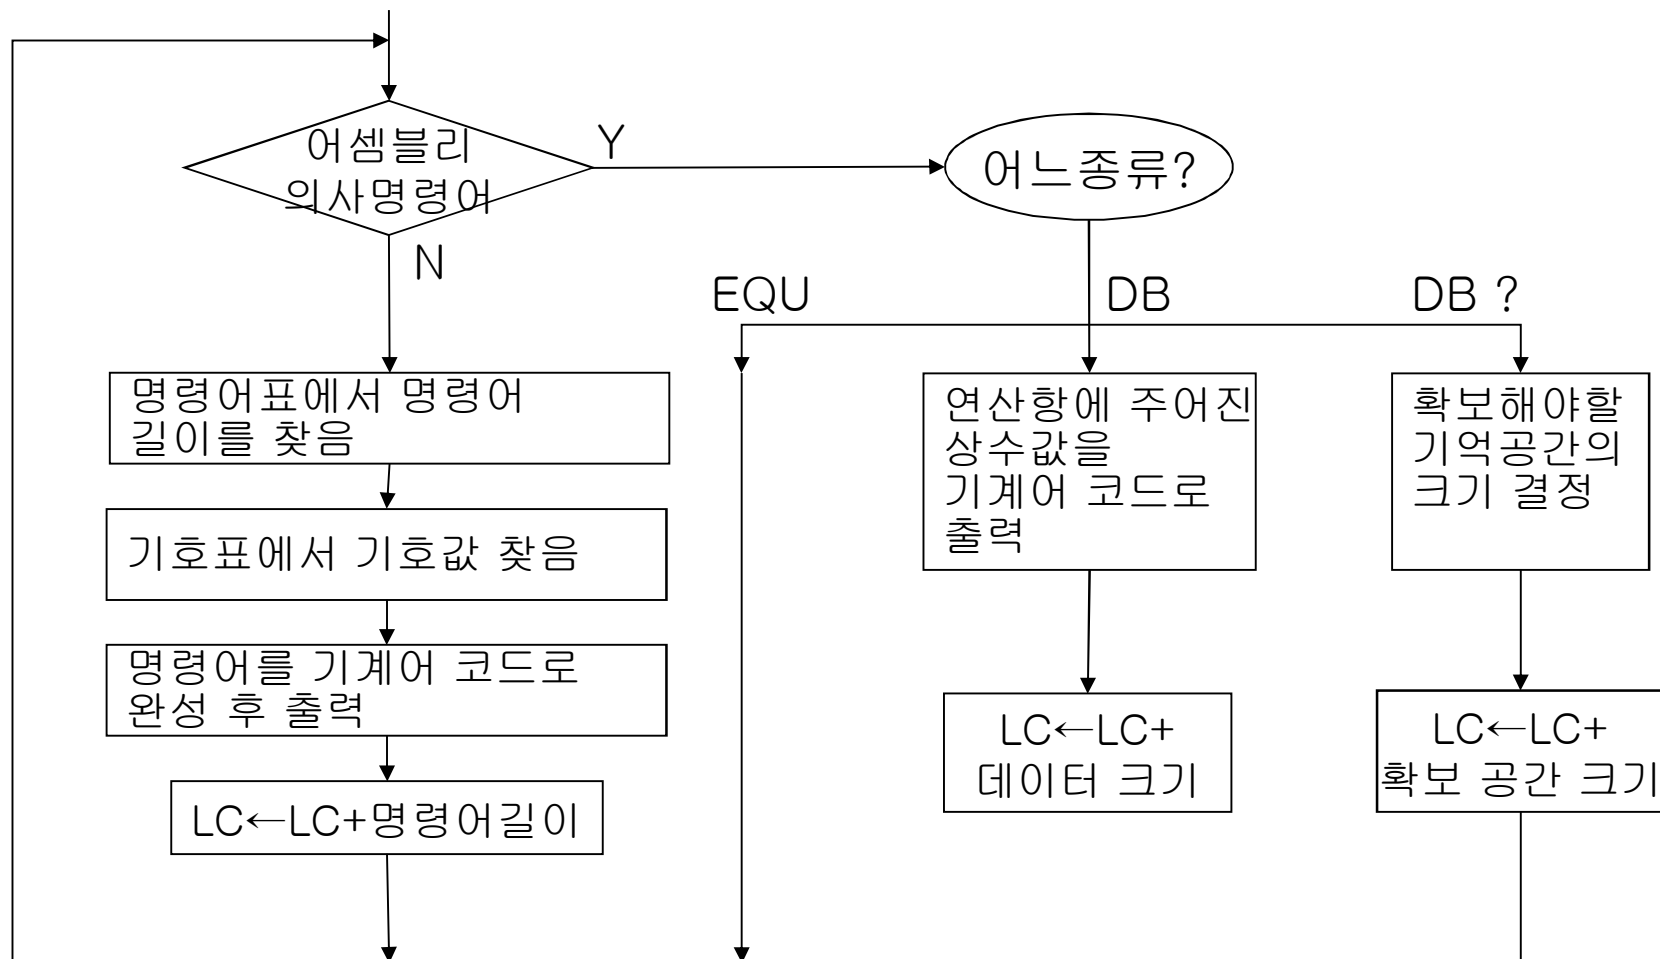 어셈블리
의사명령어
Y
어느종류?
N
EQU
DB
DB ?
명령어표에서 명령어
길이를 찾음
기호표에서 기호값 찾음
명령어를 기계어 코드로
완성 후 출력
LC←LC+명령어길이
연산항에 주어진
상수값을
기계어 코드로
출력
LC←LC+
데이터 크기
확보해야할
기억공간의
크기 결정
LC←LC+
확보 공간 크기